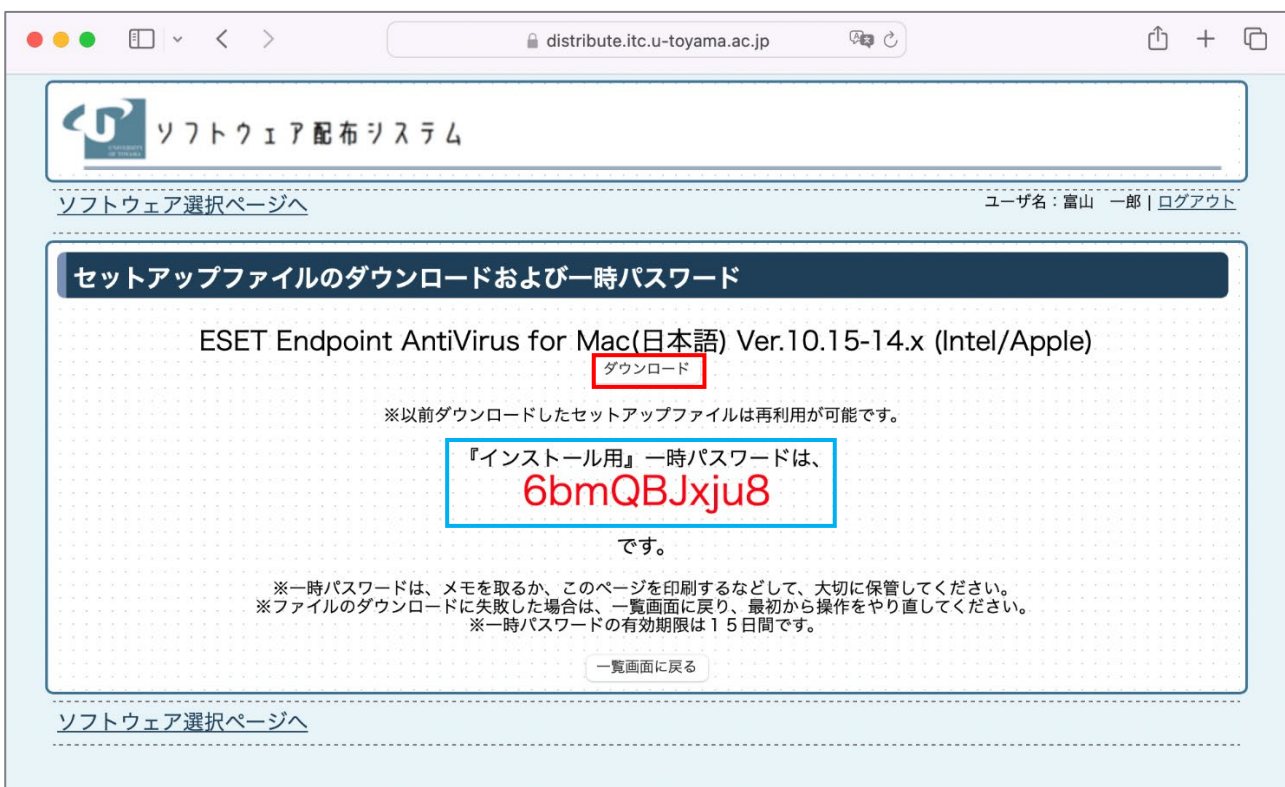 distribute.itc.u-toyama.ac.jp
UNIVERSITY
OF TOYAMA
ソフトウェア配布システム
ソフトウェア選択ページへ
ユーザ名：富山　一郎 | ログアウト
セットアップファイルのダウンロードおよび一時パスワード
ESET Endpoint AntiVirus for Mac(日本語) Ver.10.15-14.x (Intel/Apple)
ダウンロード
※以前ダウンロードしたセットアップファイルは再利用が可能です。
『インストール用』一時パスワードは、
6bmQBJxju8
です。
※一時パスワードは、メモを取るか、このページを印刷するなどして、大切に保管してください。
※ファイルのダウンロードに失敗した場合は、一覧画面に戻り、最初から操作をやり直してください。
※一時パスワードの有効期限は１５日間です。
一覧画面に戻る
ソフトウェア選択ページへ